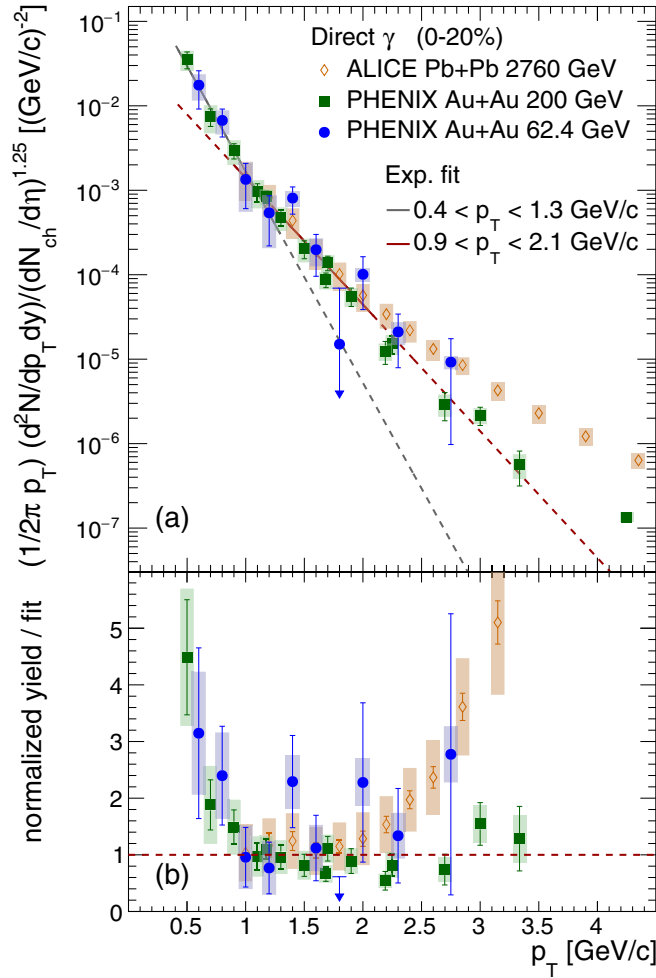 (1/2π p_T) (d²N/dp_T dy)/(dN_ch/dη)^1.25 [(GeV/c)^-2]
10⁻¹
10⁻²
10⁻³
10⁻⁴
10⁻⁵
10⁻⁶
10⁻⁷
Direct γ (0-20%)
ALICE Pb+Pb 2760 GeV
PHENIX Au+Au 200 GeV
PHENIX Au+Au 62.4 GeV
Exp. fit
0.4 < p_T < 1.3 GeV/c
0.9 < p_T < 2.1 GeV/c
(a)
normalized yield / fit
5
4
3
2
1
0
(b)
0 0.5 1 1.5 2 2.5 3 3.5 4
p_T [GeV/c]